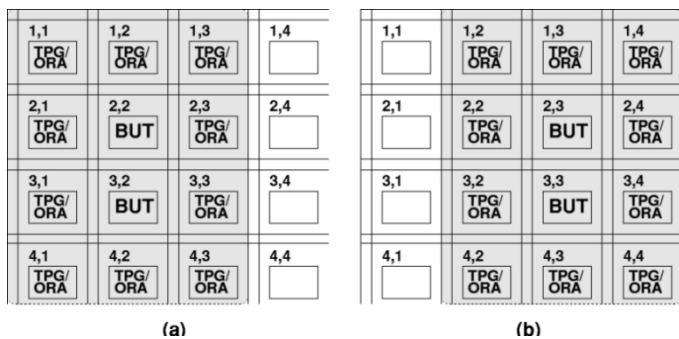 1,1 1,2 1,3 1,4
TPG/ TPG/ TPG/
ORA ORA ORA
2,1 2,2 2,3 2,4
TPG/ BUT TPG/
ORA ORA
3,1 3,2 3,3 3,4
TPG/ BUT TPG/
ORA ORA
4,1 4,2 4,3 4,4
TPG/ TPG/ TPG/
ORA ORA ORA
(a)
1,1 1,2 1,3 1,4
TPG/ TPG/ TPG/
ORA ORA ORA
2,1 2,2 2,3 2,4
TPG/ BUT TPG/
ORA ORA
3,1 3,2 3,3 3,4
TPG/ BUT TPG/
ORA ORA
4,1 4,2 4,3 4,4
TPG/ TPG/ TPG/
ORA ORA ORA
(b)